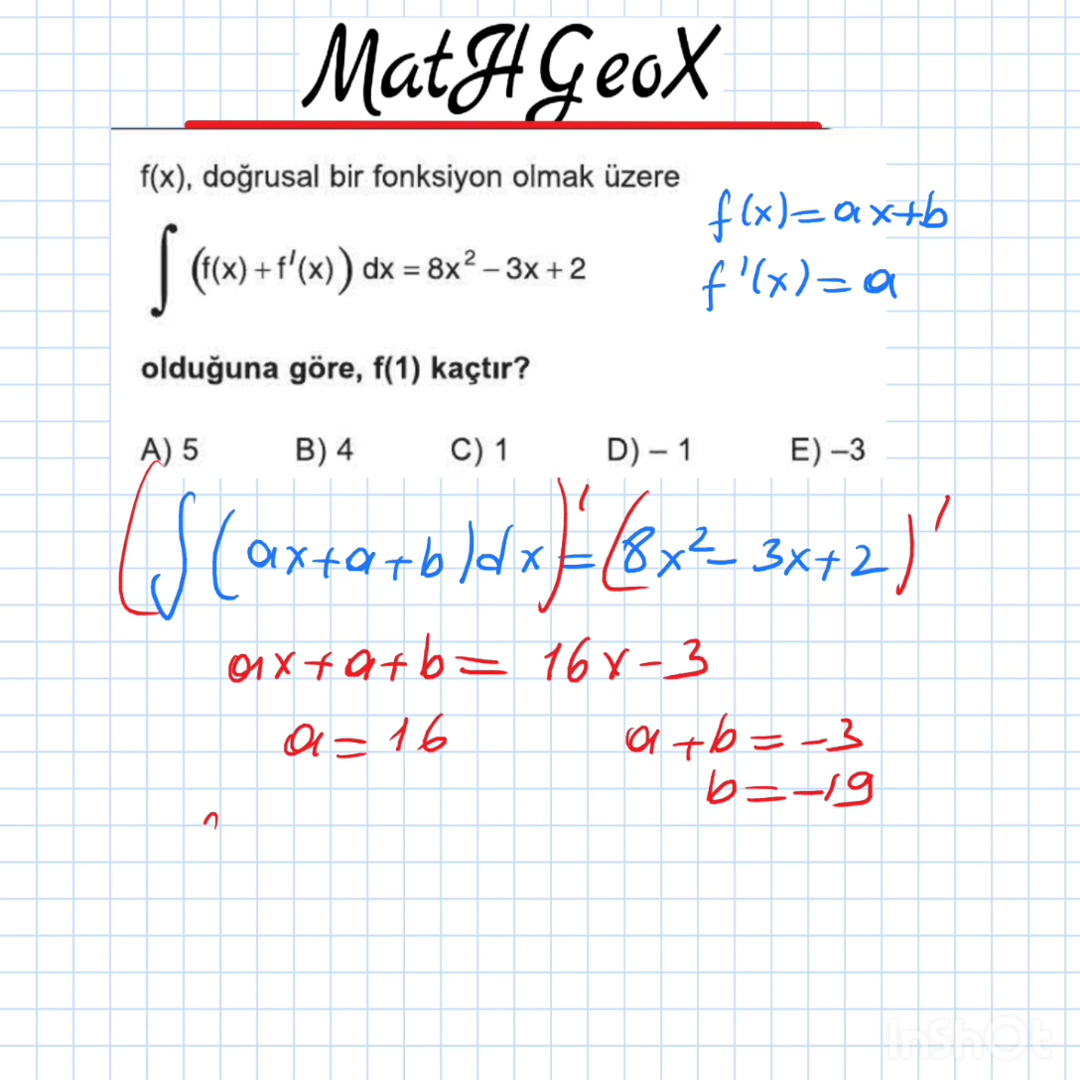 MatHGeoX
f(x), doğrusal bir fonksiyon olmak üzere
f(x)=ax+b
∫ (f(x) + f'(x)) dx = 8x² – 3x + 2
f'(x)=a
olduğuna göre, f(1) kaçtır?
A) 5 B) 4 C) 1 D) – 1 E) –3
(∫(ax+a+b)dx)'=(8x²-3x+2)'
ax+a+b=16x-3
a=16 a+b=-3
b=-19
InShOt